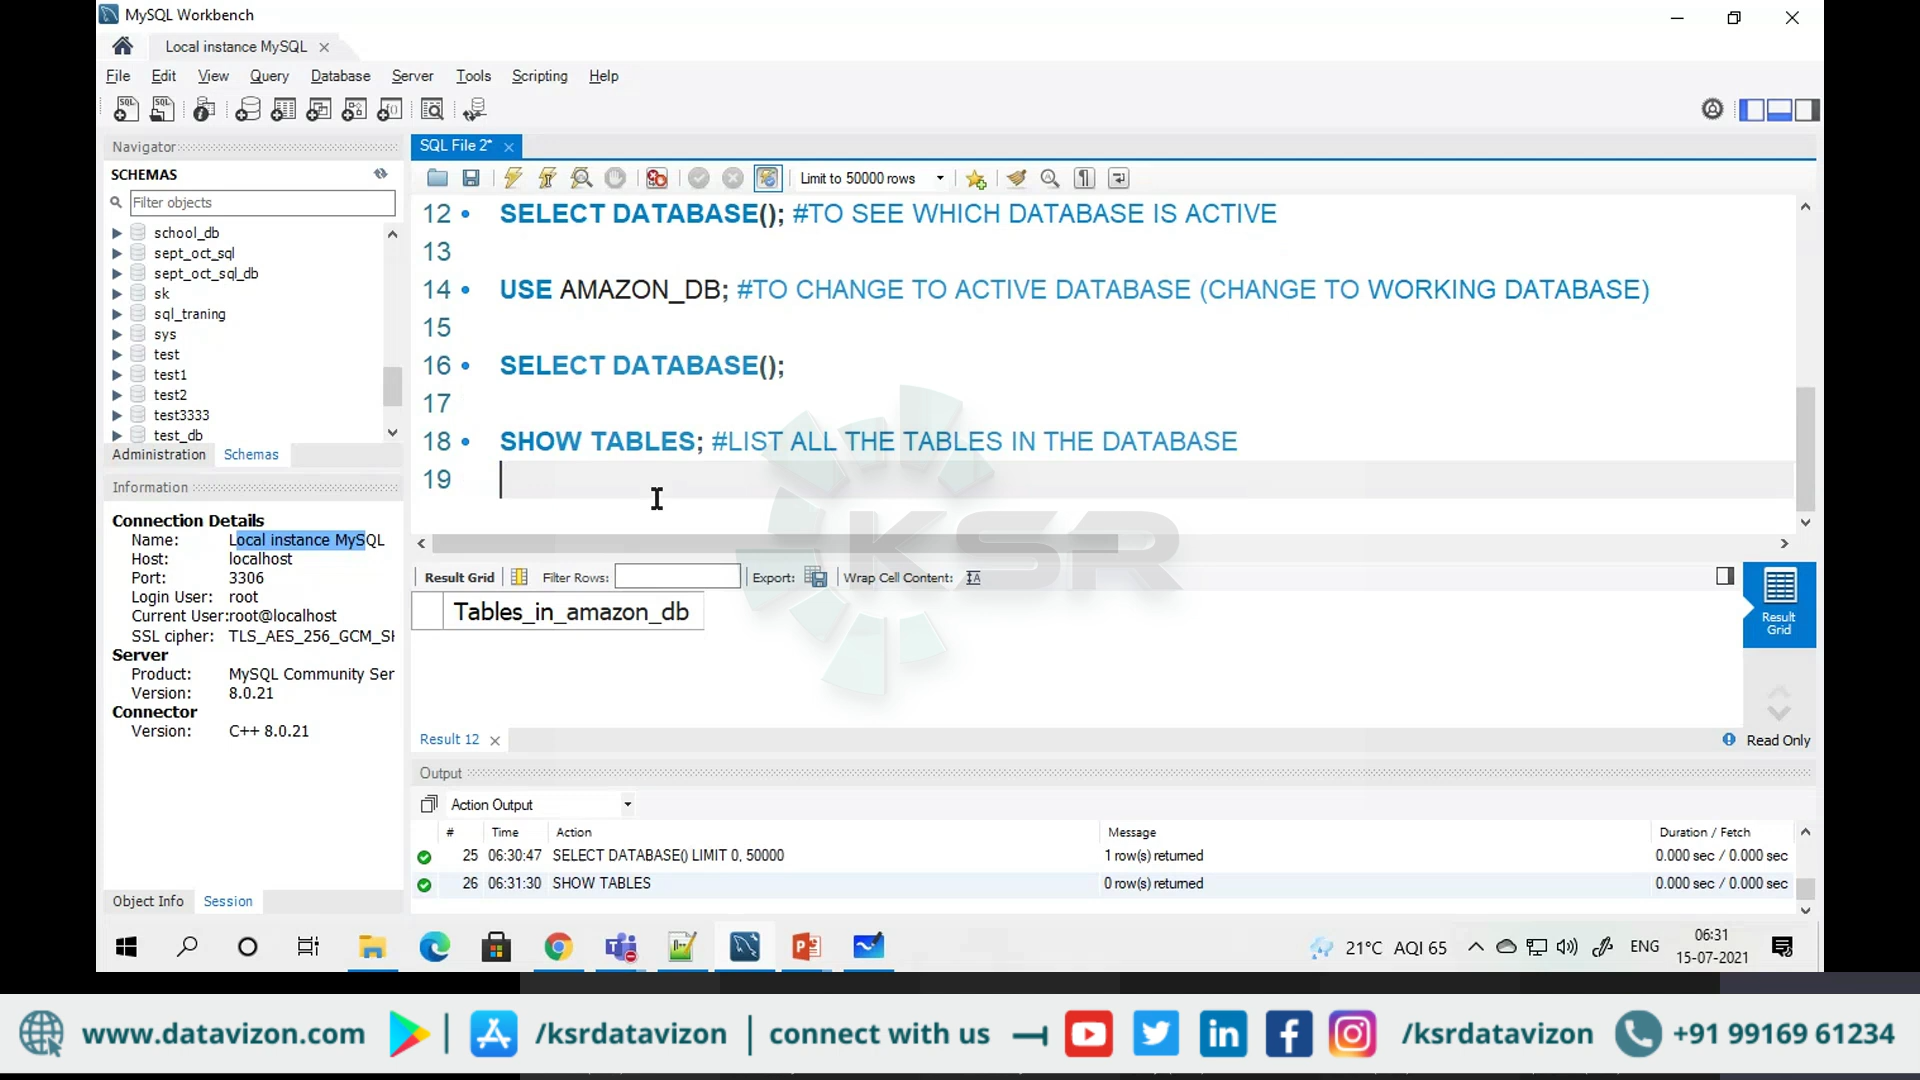 MySQL Workbench
Local instance MySQL
File Edit View Query Database Server Tools Scripting Help
Navigator
SCHEMAS
Filter objects
school_db
sept_oct_sql
sept_oct_sql_db
sk
sql_traning
sys
test
test1
test2
test3333
test_db
Administration Schemas
Information
Connection Details
Name: Local instance MySQL
Host: localhost
Port: 3306
Login User: root
Current User:root@localhost
SSL cipher: TLS_AES_256_GCM_SH
Server
Product: MySQL Community Ser
Version: 8.0.21
Connector
Version: C++ 8.0.21
Object Info Session
SQL File 2*
Limit to 50000 rows
12 SELECT DATABASE(); #TO SEE WHICH DATABASE IS ACTIVE
13
14 USE AMAZON_DB; #TO CHANGE TO ACTIVE DATABASE (CHANGE TO WORKING DATABASE)
15
16 SELECT DATABASE();
17
18 SHOW TABLES; #LIST ALL THE TABLES IN THE DATABASE
19
KSR
Result Grid Filter Rows: Export: Wrap Cell Content:
Tables_in_amazon_db
Result Grid
Result 12
Read Only
Output
Action Output
# Time Action Message Duration / Fetch
25 06:30:47 SELECT DATABASE() LIMIT 0, 50000 1 row(s) returned 0.000 sec / 0.000 sec
26 06:31:30 SHOW TABLES 0 row(s) returned 0.000 sec / 0.000 sec
21°C AQI 65 ENG 06:31
15-07-2021
www.datavizon.com | /ksrdatavizon | connect with us /ksrdatavizon +91 99169 61234